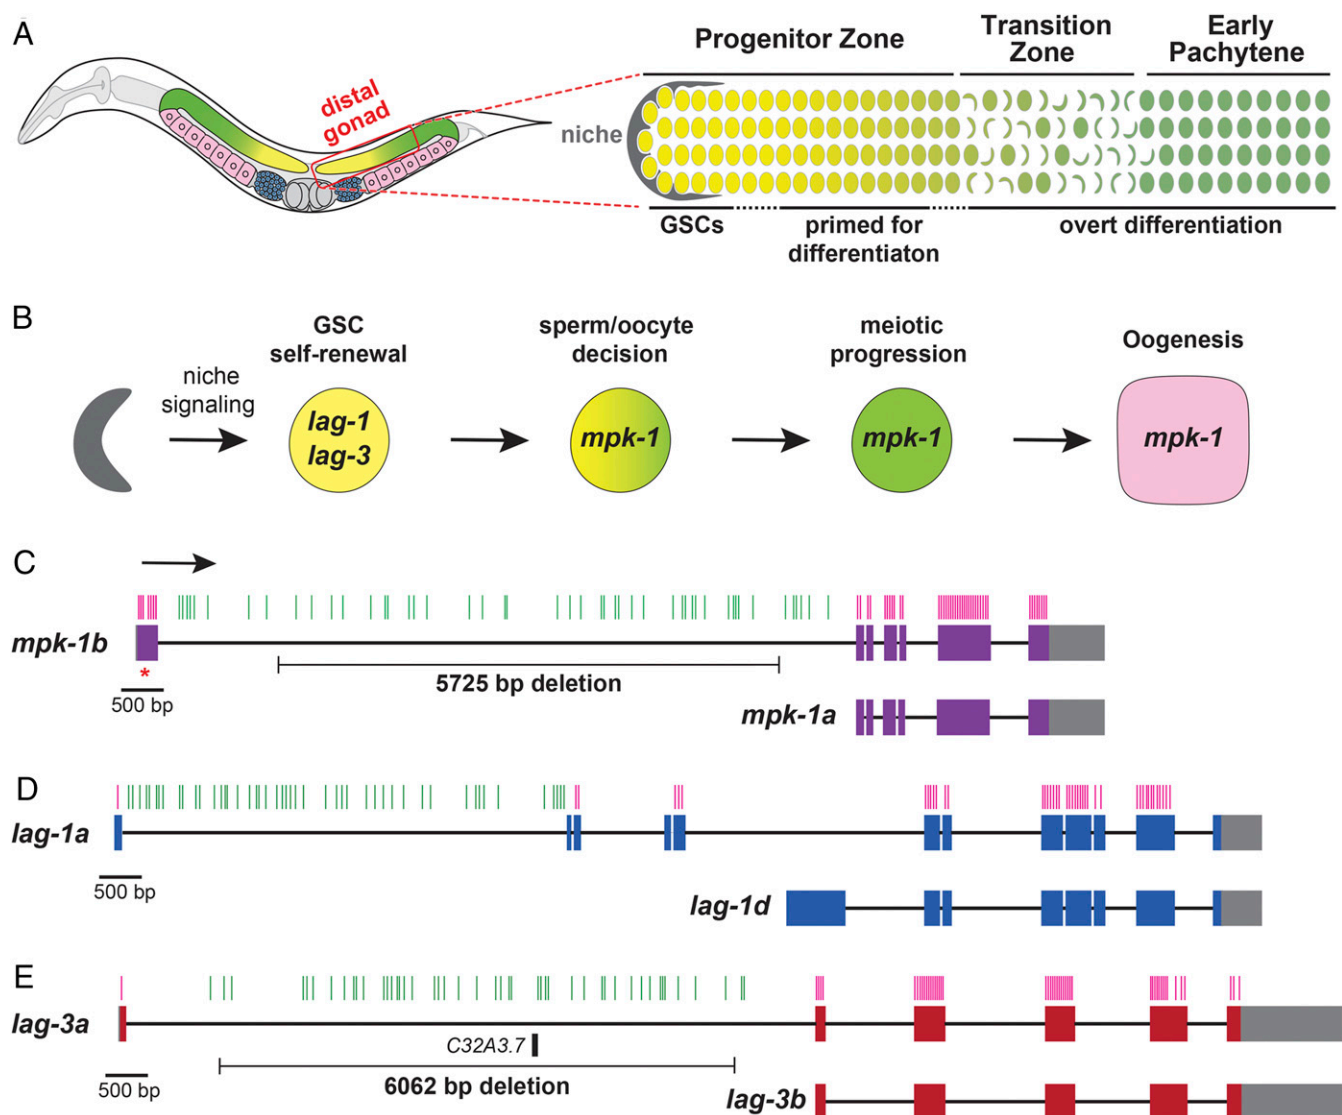 A
distal
gonad
Progenitor Zone
Transition
Zone
Early
Pachytene
niche
GSCs
primed for
differentiaton
overt differentiation
B
niche
signaling
GSC
self-renewal
lag-1
lag-3
sperm/oocyte
decision
mpk-1
meiotic
progression
mpk-1
Oogenesis
mpk-1
C
mpk-1b
*
500 bp
5725 bp deletion
mpk-1a
D
lag-1a
500 bp
lag-1d
E
lag-3a
C32A3.7
500 bp
6062 bp deletion
lag-3b